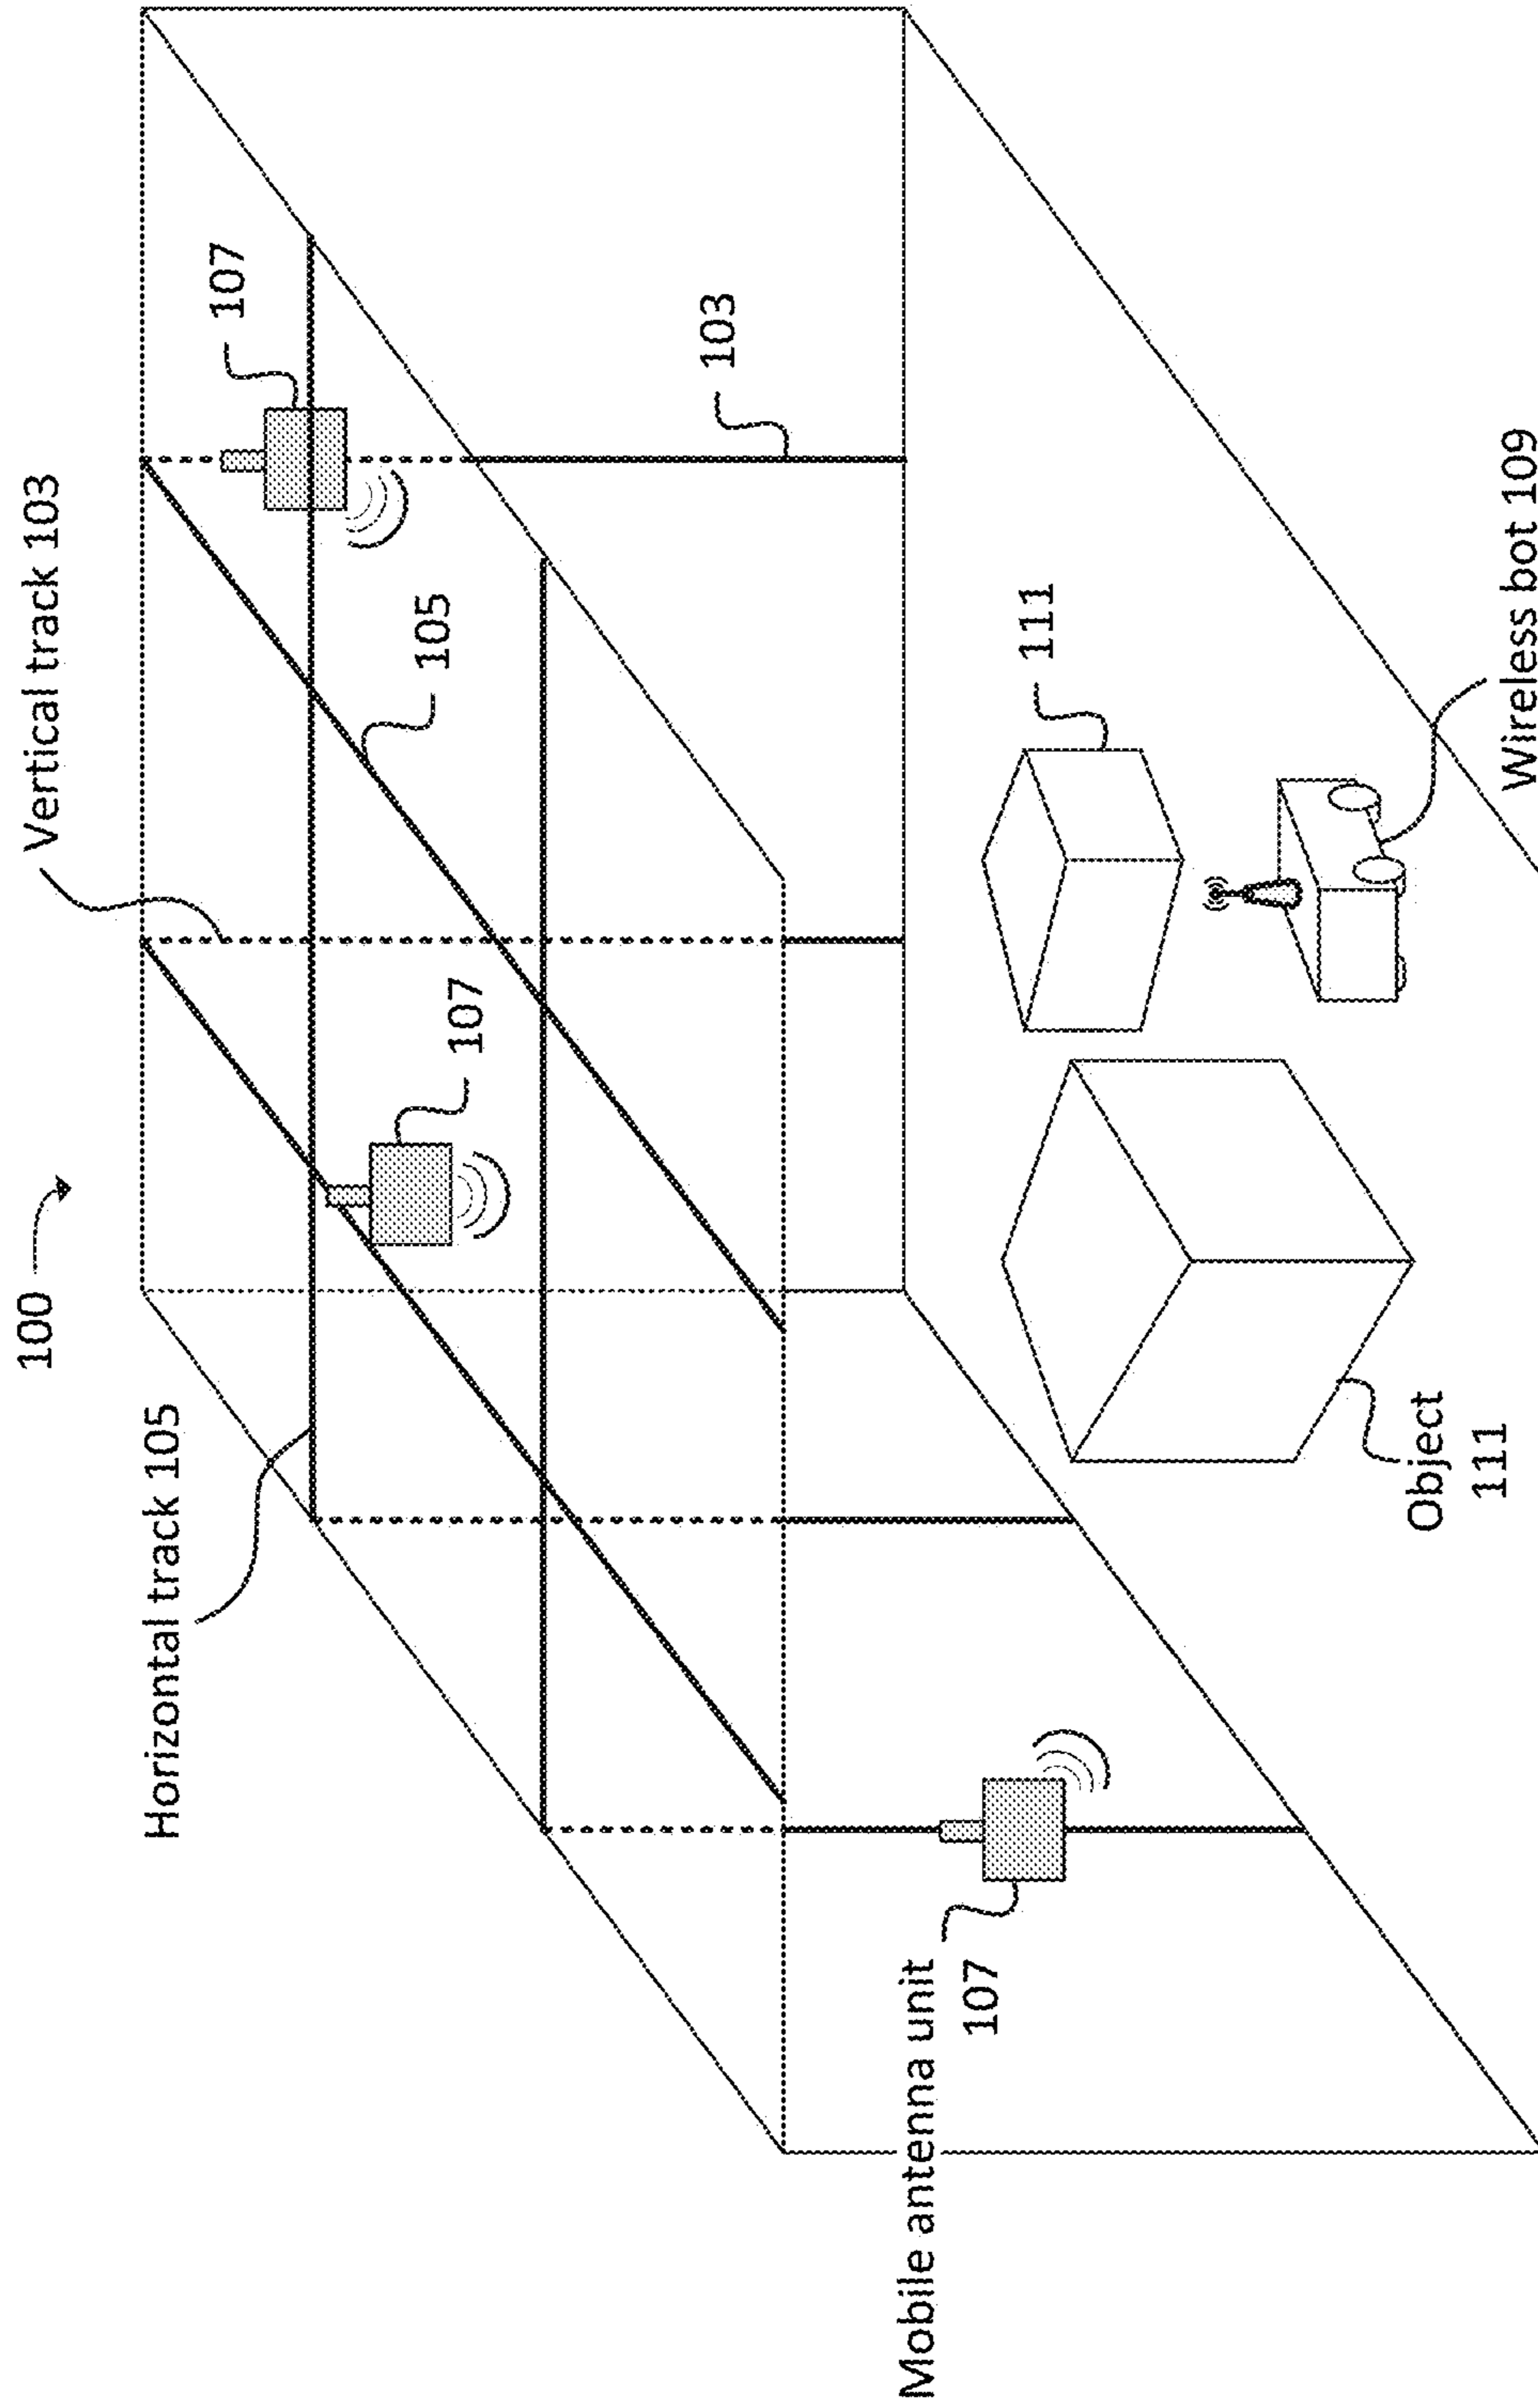 100
Vertical track 103
Horizontal track 105
107
107
105
103
Mobile antenna unit
107
111
Object
111
Wireless bot 109